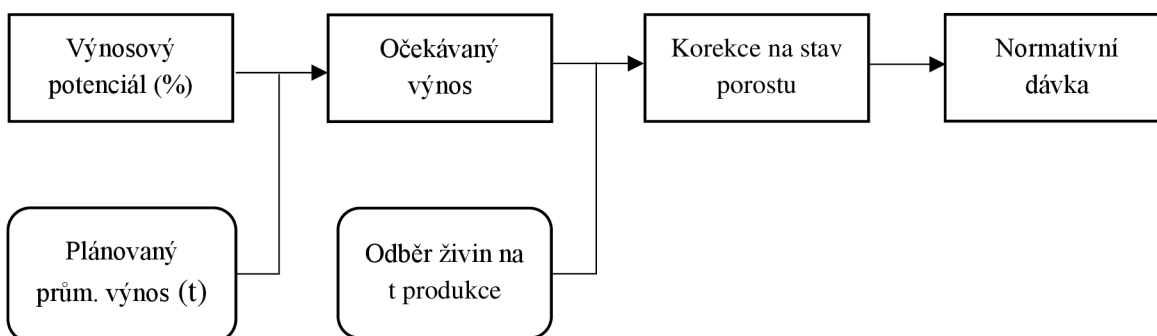 Výnosový
potenciál (%)
Očekávaný
výnos
Korekce na stav
porostu
Normativní
dávka
Plánovaný
prům. výnos (t)
Odběr živin na
t produkce